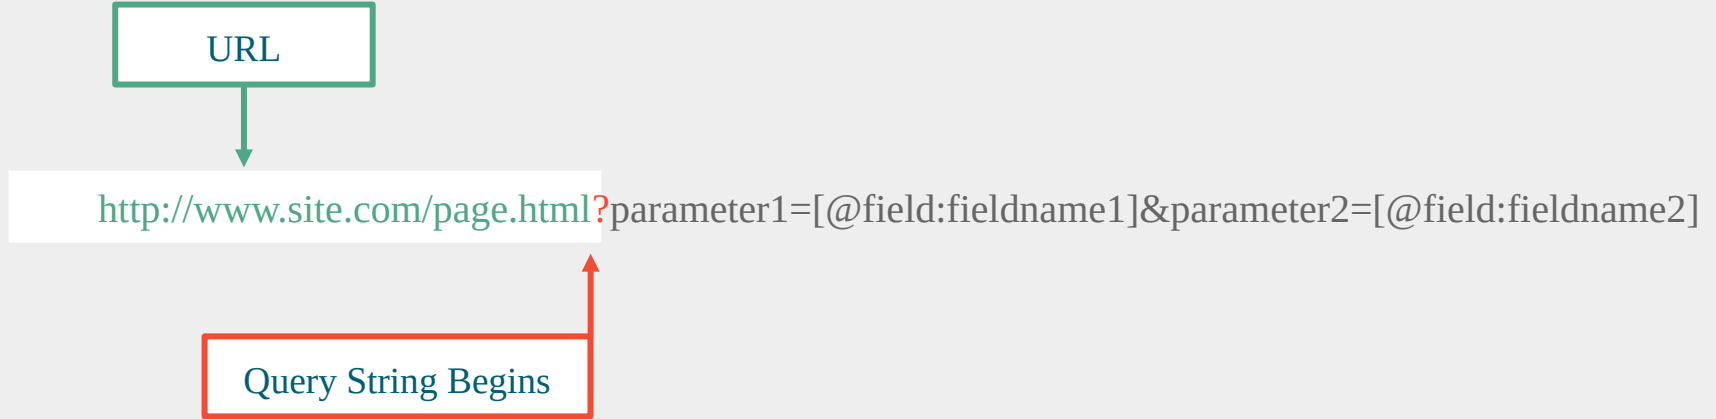 URL
http://www.site.com/page.html?parameter1=[@field:fieldname1]&parameter2=[@field:fieldname2]
Query String Begins